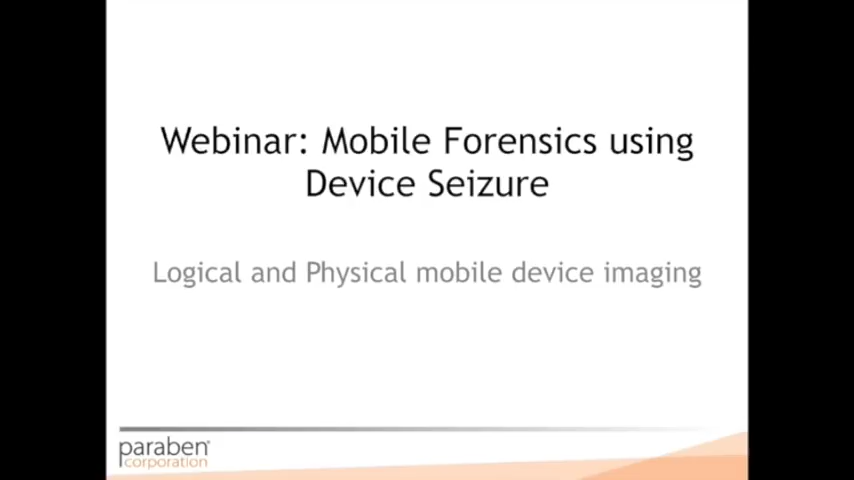 Webinar: Mobile Forensics using
Device Seizure
Logical and Physical mobile device imaging
paraben®
corporation